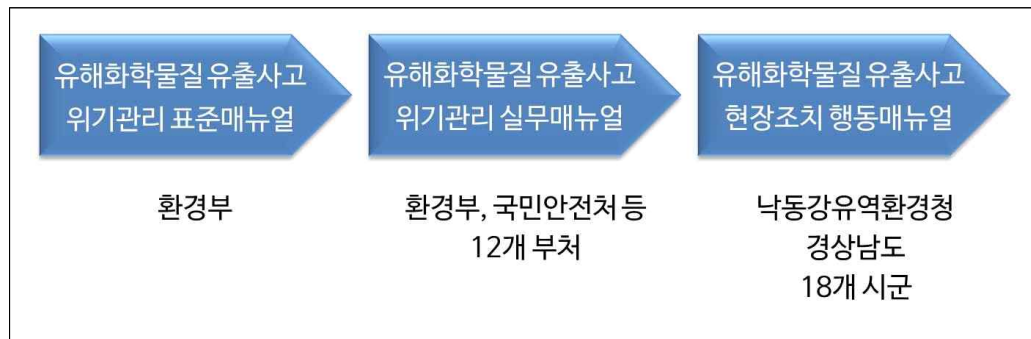 유해화학물질 유출사고
위기관리 표준매뉴얼
유해화학물질 유출사고
위기관리 실무매뉴얼
유해화학물질 유출사고
현장조치 행동매뉴얼
환경부
환경부, 국민안전처 등
12개 부처
낙동강유역환경청
경상남도
18개 시군